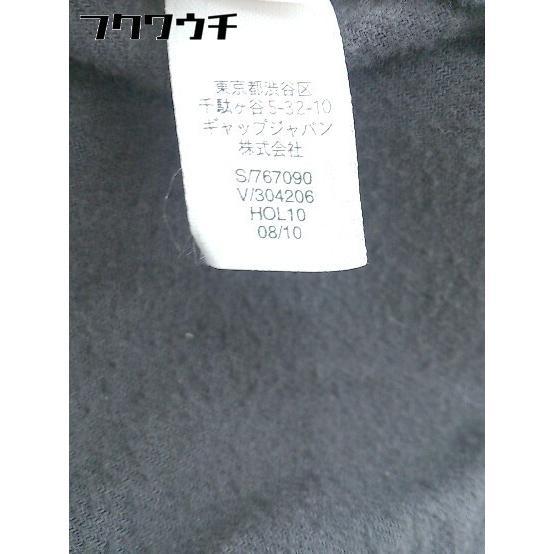 フクワウチ
東京都渋谷区
千駄ヶ谷5-32-10
ギャップジャパン
株式会社
S/767090
V/304206
HOL10
08/10